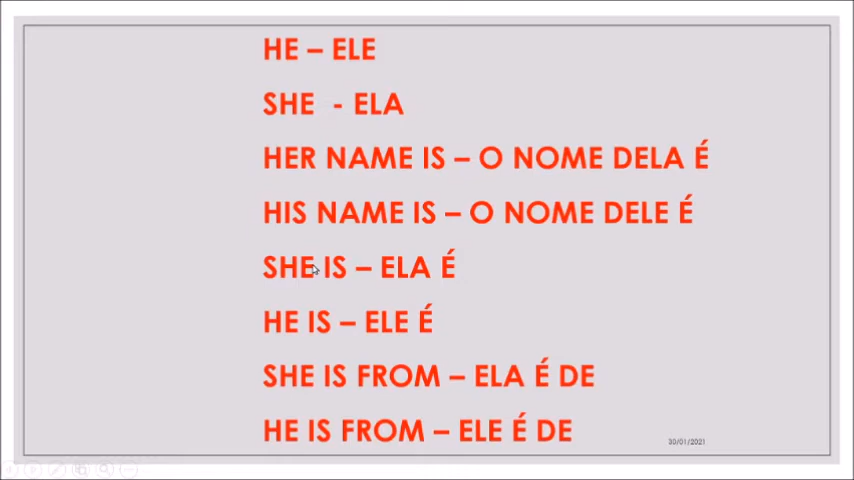 HE – ELE
SHE - ELA
HER NAME IS – O NOME DELA É
HIS NAME IS – O NOME DELE É
SHE IS – ELA É
HE IS – ELE É
SHE IS FROM – ELA É DE
HE IS FROM – ELE É DE
30/01/2021